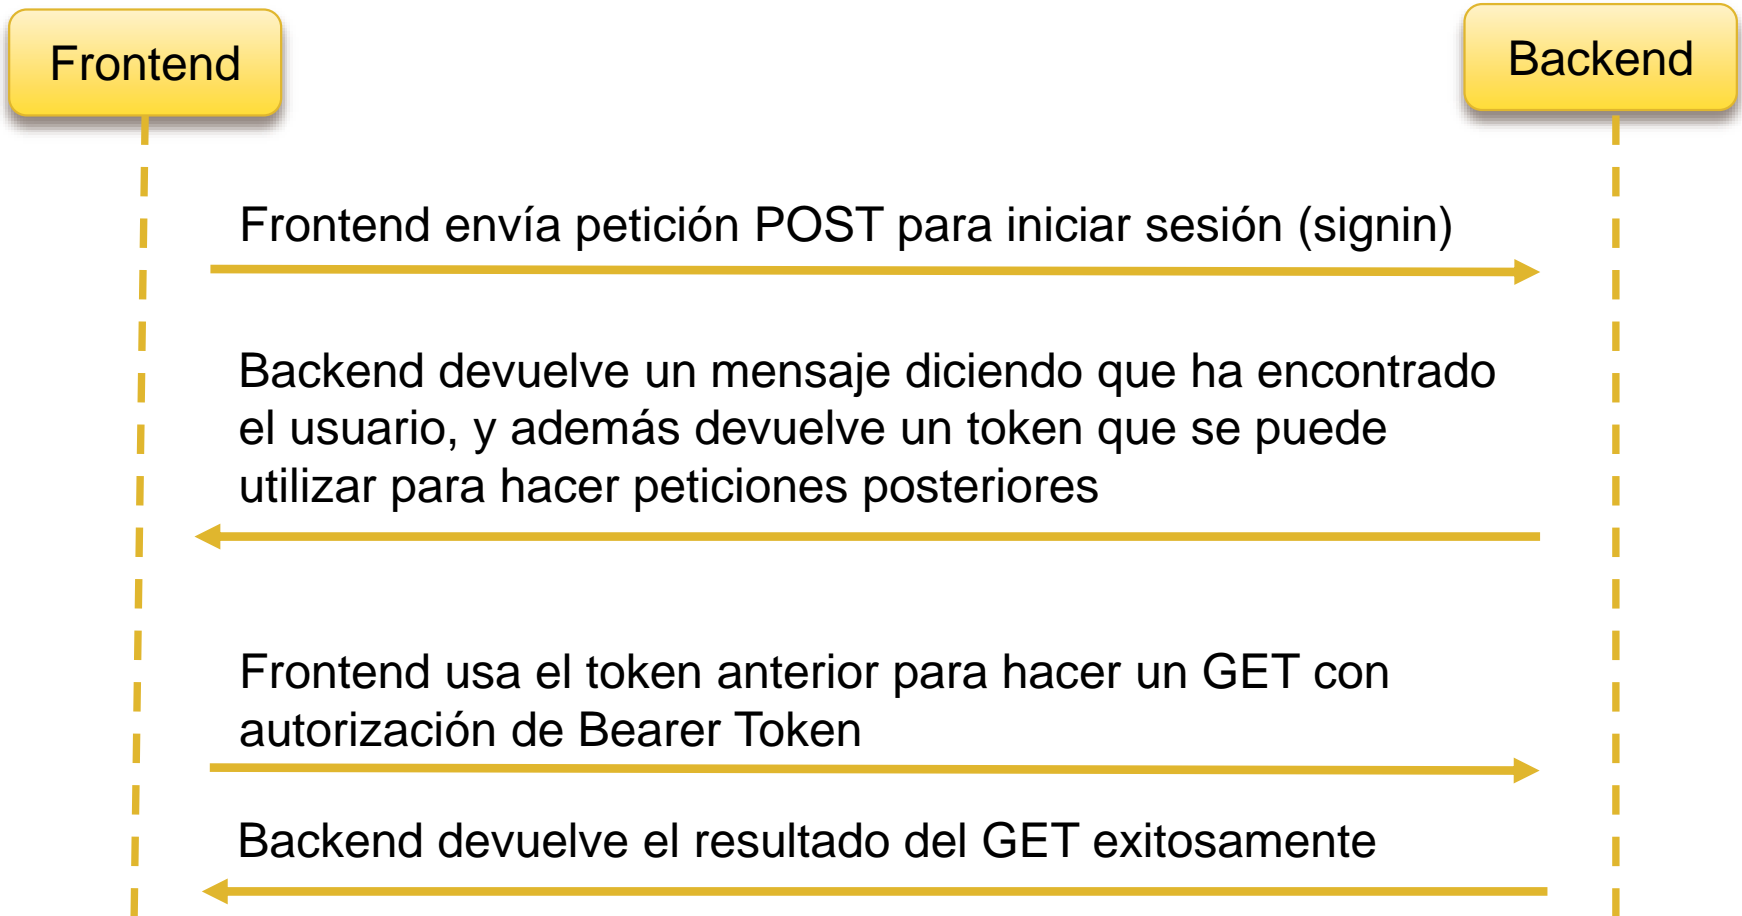 Frontend
Backend
Frontend envía petición POST para iniciar sesión (signin)
Backend devuelve un mensaje diciendo que ha encontrado
el usuario, y además devuelve un token que se puede
utilizar para hacer peticiones posteriores
Frontend usa el token anterior para hacer un GET con
autorización de Bearer Token
Backend devuelve el resultado del GET exitosamente